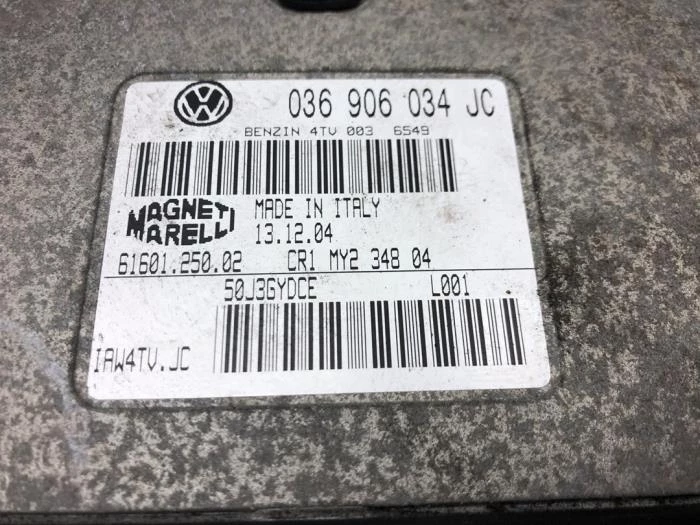 036 906 034 JC
BENZIN 4TV 003 6549
MAGNETI MARELLI
MADE IN ITALY
13.12.04
61601.250.02 CR1 MY2 348 04
50J3GYDCE L001
IAW4TV.JC